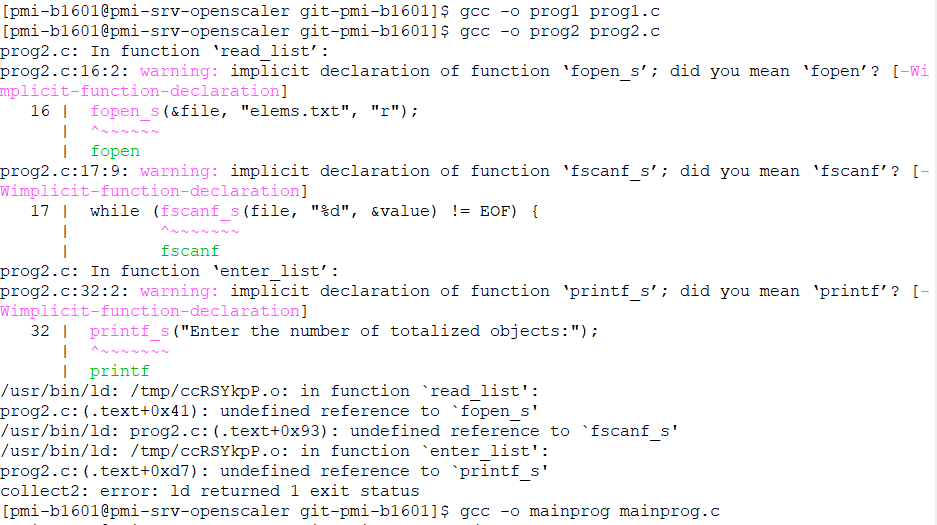 [pmi-b1601@pmi-srv-openscaler git-pmi-b1601]$ gcc -o prog1 prog1.c
[pmi-b1601@pmi-srv-openscaler git-pmi-b1601]$ gcc -o prog2 prog2.c
prog2.c: In function ‘read_list’:
prog2.c:16:2: warning: implicit declaration of function ‘fopen_s’; did you mean ‘fopen’? [-Wi
mplicit-function-declaration]
   16 |  fopen_s(&file, "elems.txt", "r");
      |  ^~~~~~~
      |  fopen
prog2.c:17:9: warning: implicit declaration of function ‘fscanf_s’; did you mean ‘fscanf’? [-
Wimplicit-function-declaration]
   17 |  while (fscanf_s(file, "%d", &value) != EOF) {
      |         ^~~~~~~~
      |         fscanf
prog2.c: In function ‘enter_list’:
prog2.c:32:2: warning: implicit declaration of function ‘printf_s’; did you mean ‘printf’? [-
Wimplicit-function-declaration]
   32 |  printf_s("Enter the number of totalized objects:");
      |  ^~~~~~~~
      |  printf
/usr/bin/ld: /tmp/ccRSYkpP.o: in function `read_list':
prog2.c:(.text+0x41): undefined reference to `fopen_s'
/usr/bin/ld: prog2.c:(.text+0x93): undefined reference to `fscanf_s'
/usr/bin/ld: /tmp/ccRSYkpP.o: in function `enter_list':
prog2.c:(.text+0xd7): undefined reference to `printf_s'
collect2: error: ld returned 1 exit status
[pmi-b1601@pmi-srv-openscaler git-pmi-b1601]$ gcc -o mainprog mainprog.c